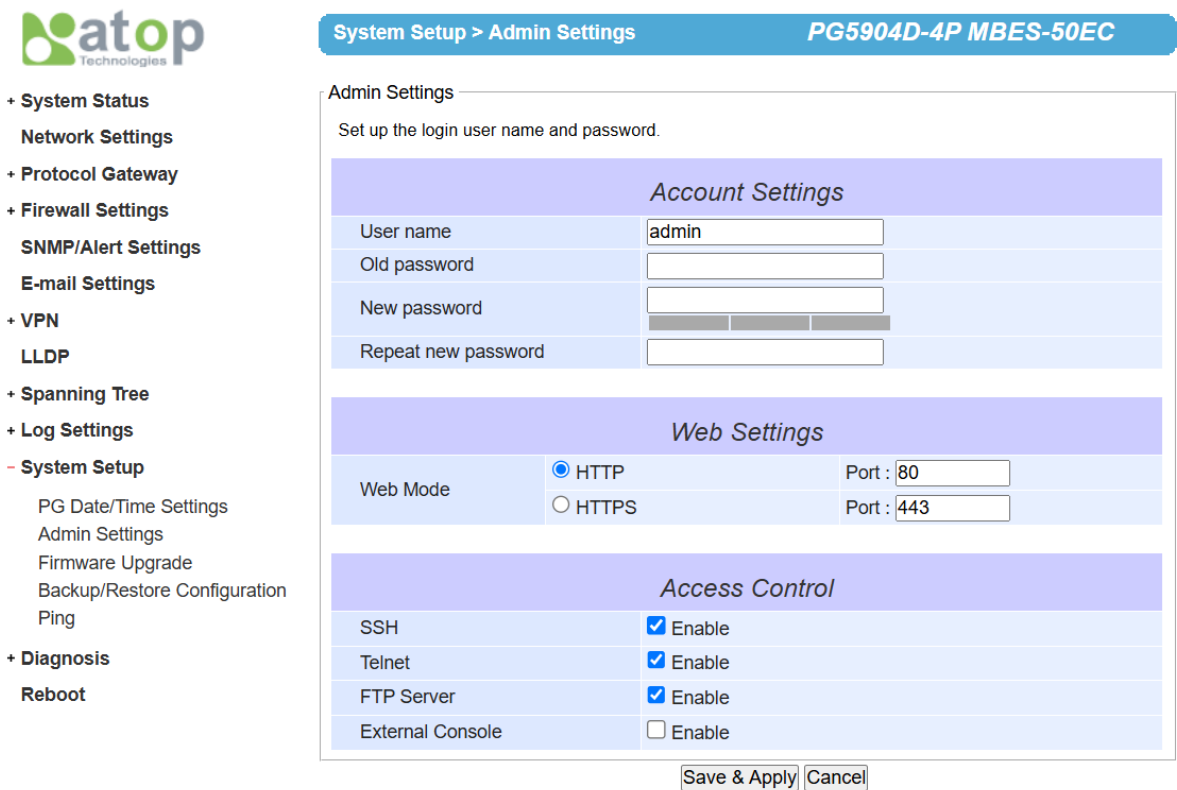 atop
Technologies
System Setup > Admin Settings PG5904D-4P MBES-50EC
+ System Status
Network Settings
+ Protocol Gateway
+ Firewall Settings
SNMP/Alert Settings
E-mail Settings
+ VPN
LLDP
+ Spanning Tree
+ Log Settings
− System Setup
PG Date/Time Settings
Admin Settings
Firmware Upgrade
Backup/Restore Configuration
Ping
+ Diagnosis
Reboot
Admin Settings
Set up the login user name and password.
Account Settings
User name admin
Old password
New password
Repeat new password
Web Settings
Web Mode
HTTP Port : 80
HTTPS Port : 443
Access Control
SSH Enable
Telnet Enable
FTP Server Enable
External Console Enable
Save & Apply Cancel